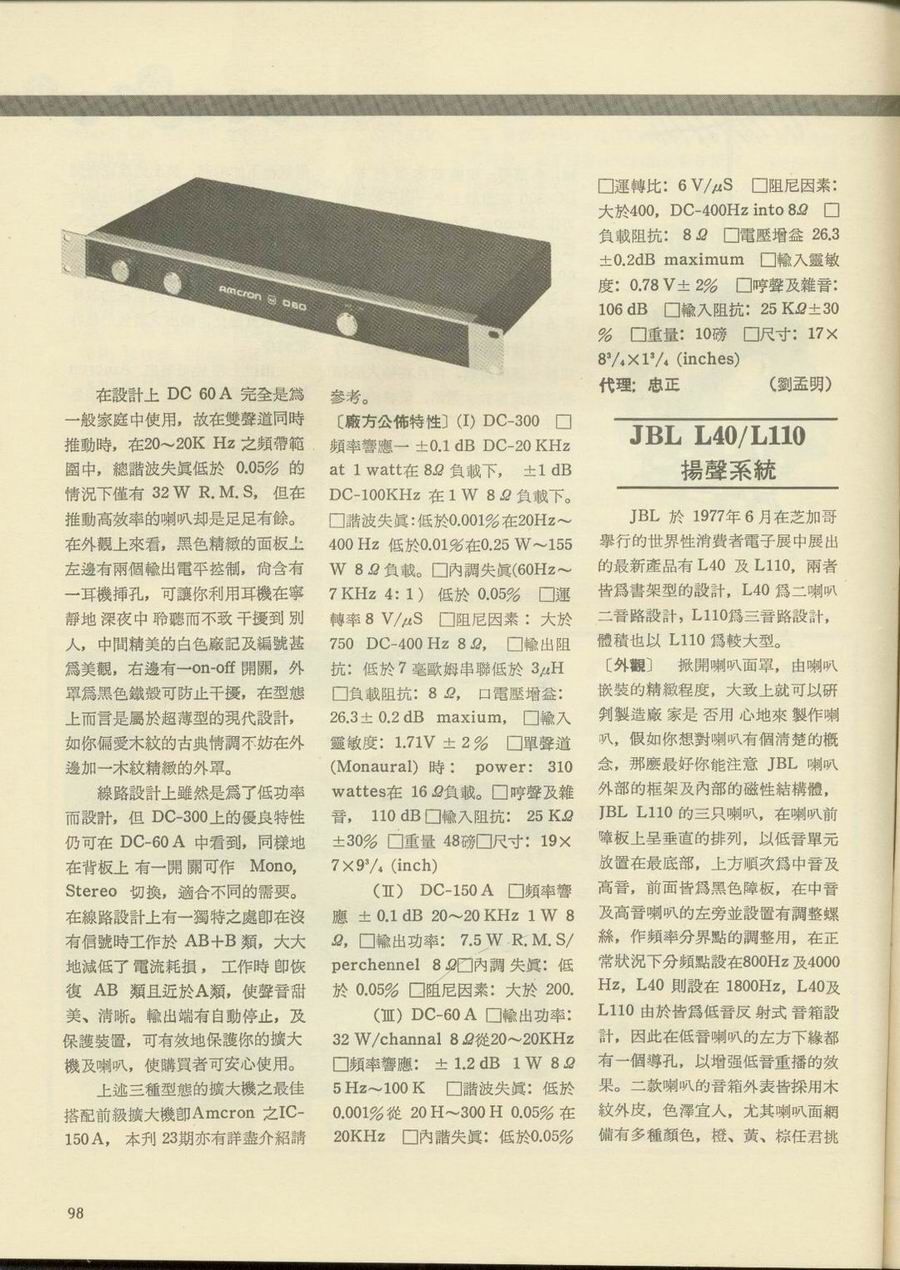 amcron D60
在設計上 DC 60 A 完全是爲
一般家庭中使用，故在雙聲道同時
推動時，在20～20K Hz 之頻帶範
圍中，總諧波失眞低於 0.05% 的
情況下僅有 32 W R. M. S, 但在
推動高效率的喇叭却是足足有餘。
在外觀上來看，黑色精緻的面板上
左邊有兩個輸出電平控制，尙含有
一耳機挿孔，可讓你利用耳機在寧
靜地 深夜中 聆聽而不致 干擾到 別
人，中間精美的白色廠記及編號甚
爲美觀，右邊有一on-off 開關，外
罩爲黑色鐵殼可防止干擾，在型態
上而言是屬於超薄型的現代設計，
如你偏愛木紋的古典情調不妨在外
邊加一木紋精緻的外罩。
線路設計上雖然是爲了低功率
而設計，但 DC-300上的優良特性
仍可在 DC-60 A 中看到，同樣地
在背板上 有一開 關可作 Mono,
Stereo 切換，適合不同的需要。
在線路設計上有一獨特之處卽在沒
有信號時工作於 AB+B 類，大大
地減低了 電流耗損 ， 工作時 卽恢
復 AB 類且近於A類，使聲音甜
美、清晰。輸出端有自動停止，及
保護裝置，可有效地保護你的擴大
機及喇叭，使購買者可安心使用。
上述三種型態的擴大機之最佳
搭配前級擴大機卽Amcron 之IC-
150 A， 本刋 23期亦有詳盡介紹請
參考。
〔廠方公佈特性〕(I) DC-300 □
頻率響應一 ±0.1 dB DC-20 KHz
at 1 watt在 8Ω 負載下， ±1 dB
DC-100KHz 在 1 W 8 Ω 負載下。
□諧波失眞：低於0.001%在20Hz～
400 Hz 低於0.01%在0.25 W～155
W 8 Ω 負載。□內調失眞(60Hz～
7 KHz 4: 1) 低於 0.05% □運
轉率 8 V/μS □阻尼因素 ：大於
750 DC-400 Hz 8 Ω, □輸出阻
抗： 低於 7 毫歐姆串聯低於 3μH
□負載阻抗： 8 Ω, 口電壓增益：
26.3± 0.2 dB maxium, □輸入
靈敏度：1.71V ± 2 % □單聲道
(Monaural) 時： power: 310
wattes在 16 Ω負載。□哼聲及雜
音， 110 dB □輸入阻抗： 25 KΩ
±30% □重量 48磅□尺寸：19×
7×9³/₄ (inch)
(Ⅱ) DC-150 A □頻率響
應 ± 0.1 dB 20～20 KHz 1 W 8
Ω, □輸出功率： 7.5 W R. M. S/
perchennel 8 Ω□內調 失眞：低
於 0.05% □阻尼因素：大於 200.
(Ⅲ) DC-60 A □輸出功率：
32 W/channal 8 Ω從20～20KHz
□頻率響應： ± 1.2 dB 1 W 8 Ω
5 Hz～100 K □諧波失眞：低於
0.001%從 20 H～300 H 0.05% 在
20KHz □內諧失眞：低於0.05%
□運轉比：6 V/μS □阻尼因素：
大於400，DC-400Hz into 8Ω □
負載阻抗： 8 Ω □電壓增益 26.3
±0.2dB maximum □輸入靈敏
度：0.78 V± 2% □哼聲及雜音：
106 dB □輸入阻抗：25 KΩ±30
% □重量：10磅 □尺寸：17×
8³/₄×1³/₄ (inches)
代理：忠正 （劉孟明）
JBL L40/L110
揚聲系統
JBL 於 1977年 6 月在芝加哥
舉行的世界性消費者電子展中展出
的最新產品有 L40 及 L110，兩者
皆爲書架型的設計，L40 爲二喇叭
二音路設計，L110爲三音路設計，
體積也以 L110 爲較大型。
〔外觀〕 掀開喇叭面罩，由喇叭
嵌裝的精緻程度，大致上就可以硏
判製造廠 家是 否用 心地來 製作喇
叭，假如你想對喇叭有個淸楚的槪
念，那麼最好你能注意 JBL 喇叭
外部的框架及內部的磁性結構體，
JBL L110 的三只喇叭，在喇叭前
障板上呈垂直的排列，以低音單元
放置在最底部，上方順次爲中音及
高音，前面皆爲黑色障板，在中音
及高音喇叭的左旁並設置有調整螺
絲，作頻率分界點的調整用，在正
常狀況下分頻點設在800Hz 及4000
Hz，L40 則設在 1800Hz，L40及
L110 由於皆爲低音反 射式 音箱設
計，因此在低音喇叭的左方下緣都
有一個導孔，以增强低音重播的效
果。二款喇叭的音箱外表皆採用木
紋外皮，色澤宜人，尤其喇叭面網
備有多種顏色，橙、黃、棕任君挑
98